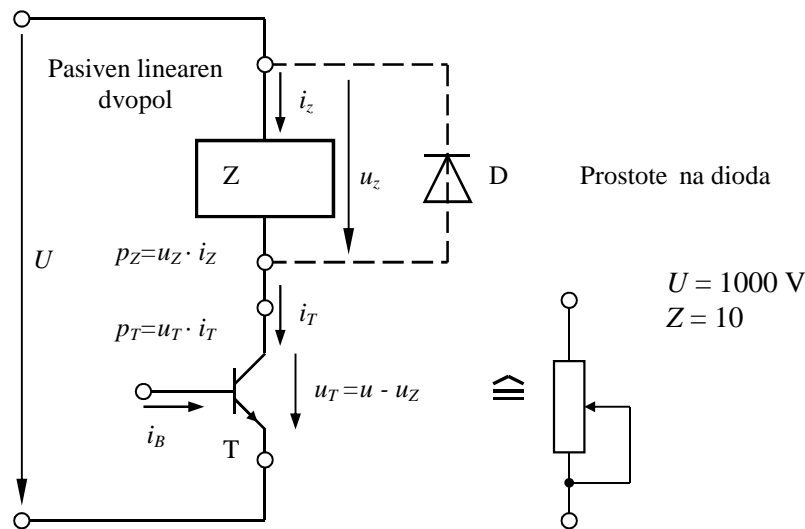 Pasiven linearen
dvopol
i_z
Z
u_z
D
Prostote na dioda
U
p_Z=u_Z · i_Z
U = 1000 V
Z = 10
i_T
p_T=u_T · i_T
u_T=u - u_Z
i_B
T